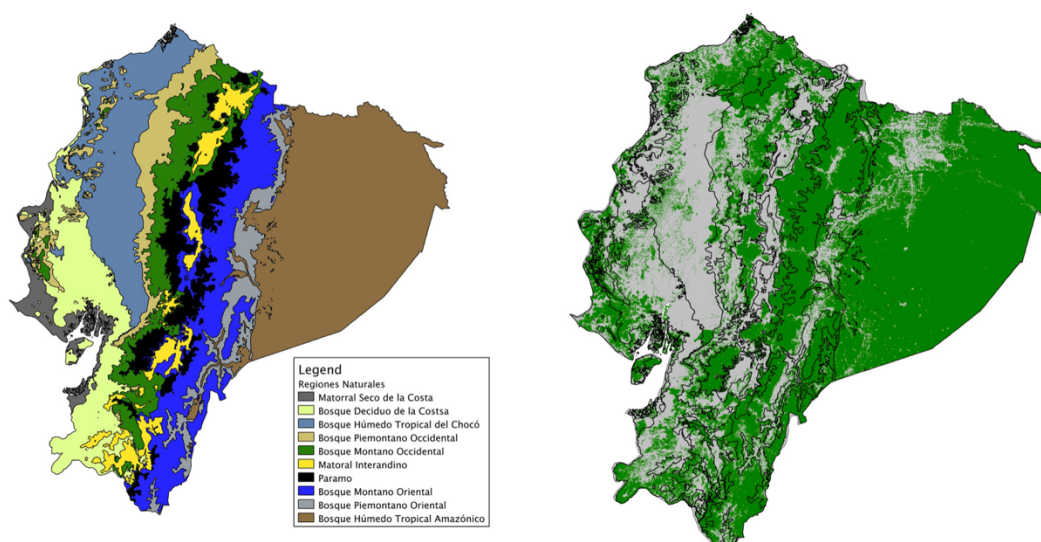 Legend
Regiones Naturales
Matorral Seco de la Costa
Bosque Deciduo de la Costsa
Bosque Húmedo Tropical del Chocó
Bosque Piemontano Occidental
Bosque Montano Occidental
Matoral Interandino
Paramo
Bosque Montano Oriental
Bosque Piemontano Oriental
Bosque Húmedo Tropical Amazónico